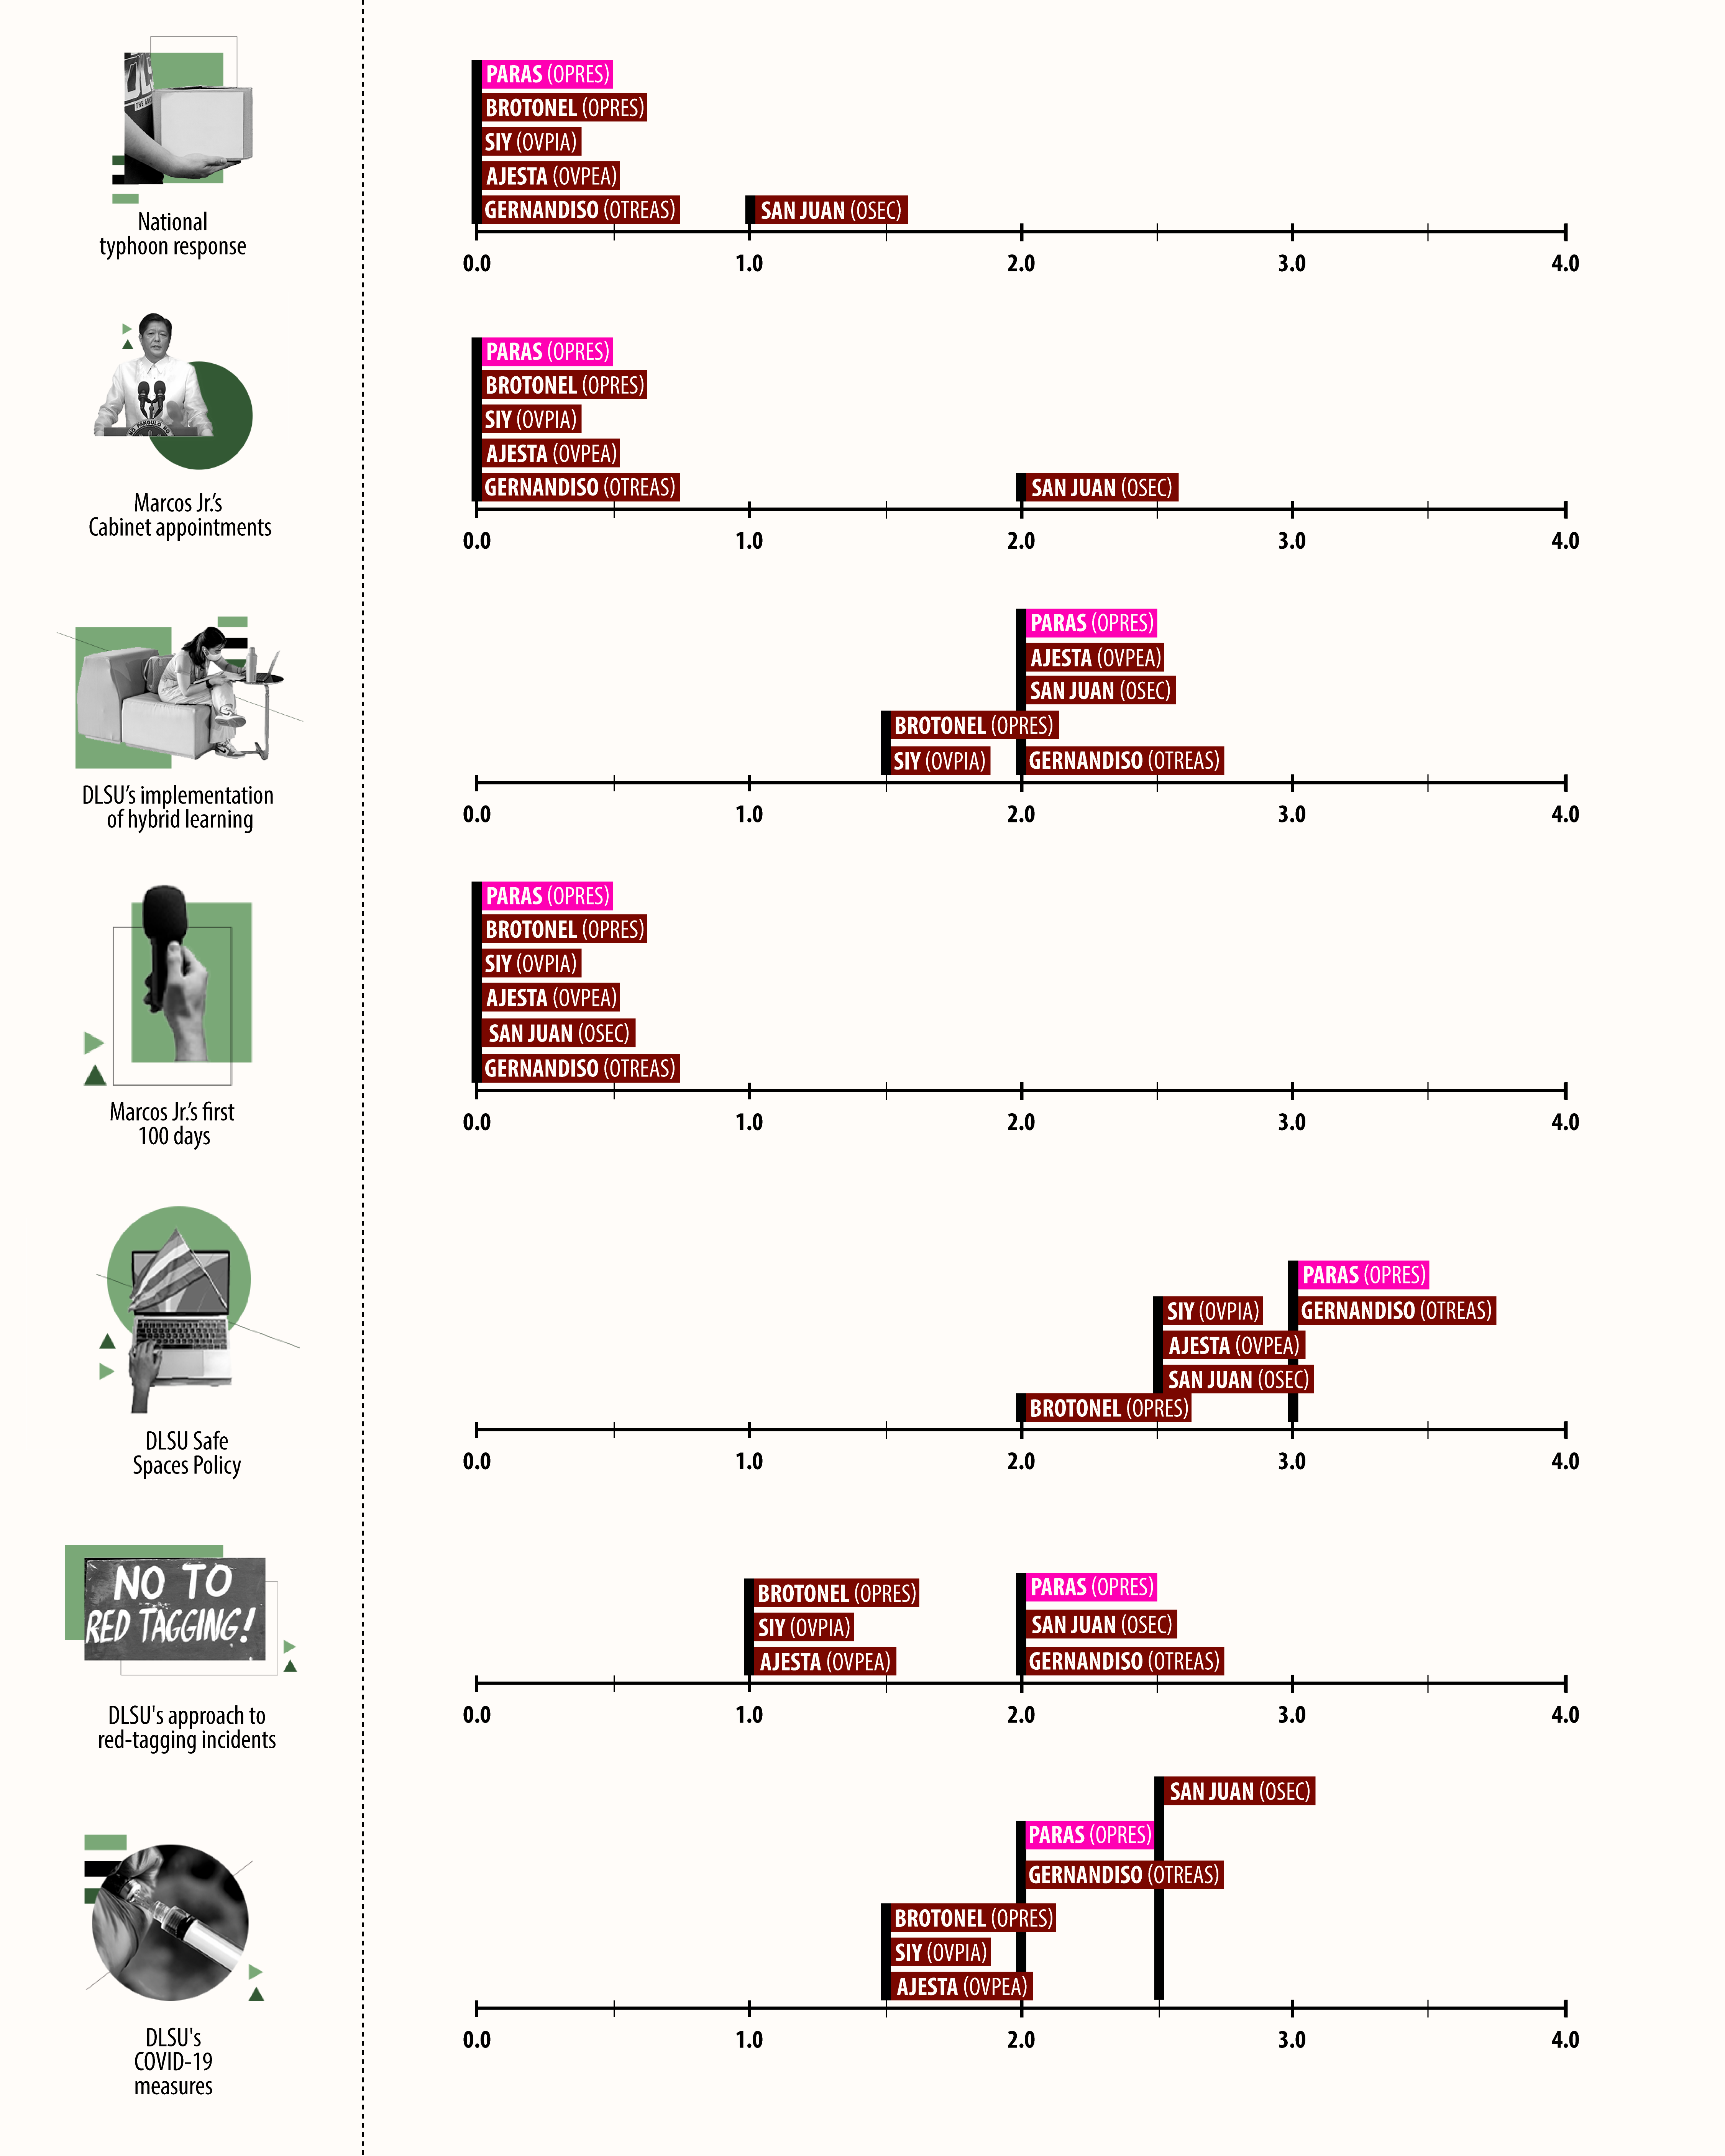 PARAS (OPRES)
BROTONEL (OPRES)
SIY (OVPIA)
AJESTA (OVPEA)
GERNANDISO (OTREAS)
SAN JUAN (OSEC)
National
typhoon response
0.0 1.0 2.0 3.0 4.0
PARAS (OPRES)
BROTONEL (OPRES)
SIY (OVPIA)
AJESTA (OVPEA)
GERNANDISO (OTREAS)
SAN JUAN (OSEC)
Marcos Jr.'s
Cabinet appointments
0.0 1.0 2.0 3.0 4.0
PARAS (OPRES)
AJESTA (OVPEA)
SAN JUAN (OSEC)
BROTONEL (OPRES)
SIY (OVPIA)
GERNANDISO (OTREAS)
DLSU’s implementation
of hybrid learning
0.0 1.0 2.0 3.0 4.0
PARAS (OPRES)
BROTONEL (OPRES)
SIY (OVPIA)
AJESTA (OVPEA)
SAN JUAN (OSEC)
GERNANDISO (OTREAS)
Marcos Jr.'s first
100 days
0.0 1.0 2.0 3.0 4.0
PARAS (OPRES)
SIY (OVPIA)
GERNANDISO (OTREAS)
AJESTA (OVPEA)
SAN JUAN (OSEC)
BROTONEL (OPRES)
DLSU Safe
Spaces Policy
0.0 1.0 2.0 3.0 4.0
NO TO
RED TAGGING!
BROTONEL (OPRES)
SIY (OVPIA)
AJESTA (OVPEA)
PARAS (OPRES)
SAN JUAN (OSEC)
GERNANDISO (OTREAS)
DLSU's approach to
red-tagging incidents
0.0 1.0 2.0 3.0 4.0
SAN JUAN (OSEC)
PARAS (OPRES)
GERNANDISO (OTREAS)
BROTONEL (OPRES)
SIY (OVPIA)
AJESTA (OVPEA)
DLSU's
COVID-19
measures
0.0 1.0 2.0 3.0 4.0